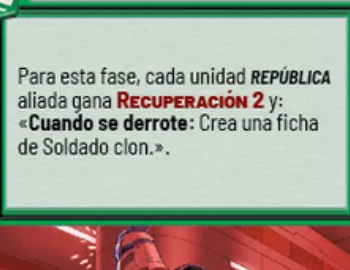 Para esta fase, cada unidad REPÚBLICA
aliada gana RECUPERACIÓN 2 y:
«Cuando se derrote: Crea una ficha
de Soldado clon.».